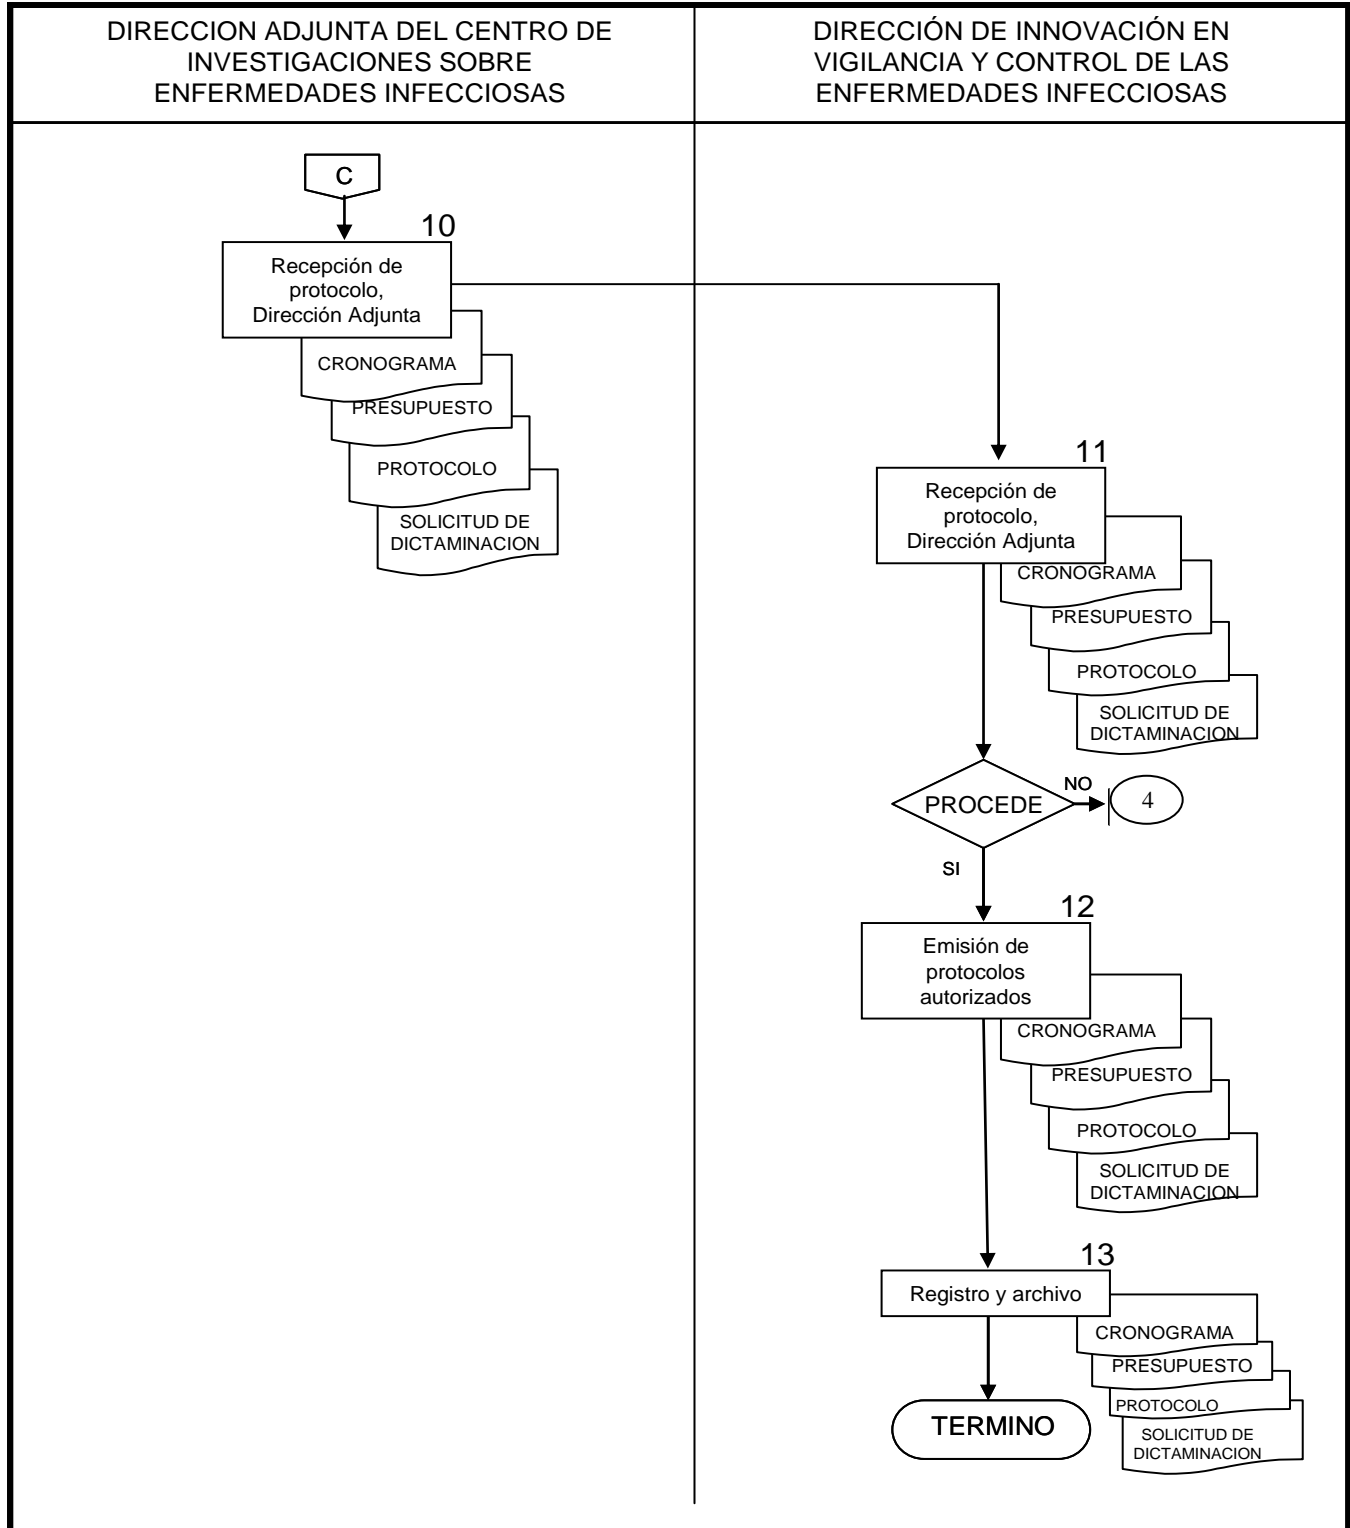 DIRECCION ADJUNTA DEL CENTRO DE
INVESTIGACIONES SOBRE
ENFERMEDADES INFECCIOSAS
DIRECCIÓN DE INNOVACIÓN EN
VIGILANCIA Y CONTROL DE LAS
ENFERMEDADES INFECCIOSAS
C
10
Recepción de
protocolo,
Dirección Adjunta
CRONOGRAMA
PRESUPUESTO
PROTOCOLO
SOLICITUD DE
DICTAMINACION
11
Recepción de
protocolo,
Dirección Adjunta
CRONOGRAMA
PRESUPUESTO
PROTOCOLO
SOLICITUD DE
DICTAMINACION
PROCEDE
NO
4
SI
12
Emisión de
protocolos
autorizados
CRONOGRAMA
PRESUPUESTO
PROTOCOLO
SOLICITUD DE
DICTAMINACION
13
Registro y archivo
CRONOGRAMA
PRESUPUESTO
PROTOCOLO
SOLICITUD DE
DICTAMINACION
TERMINO